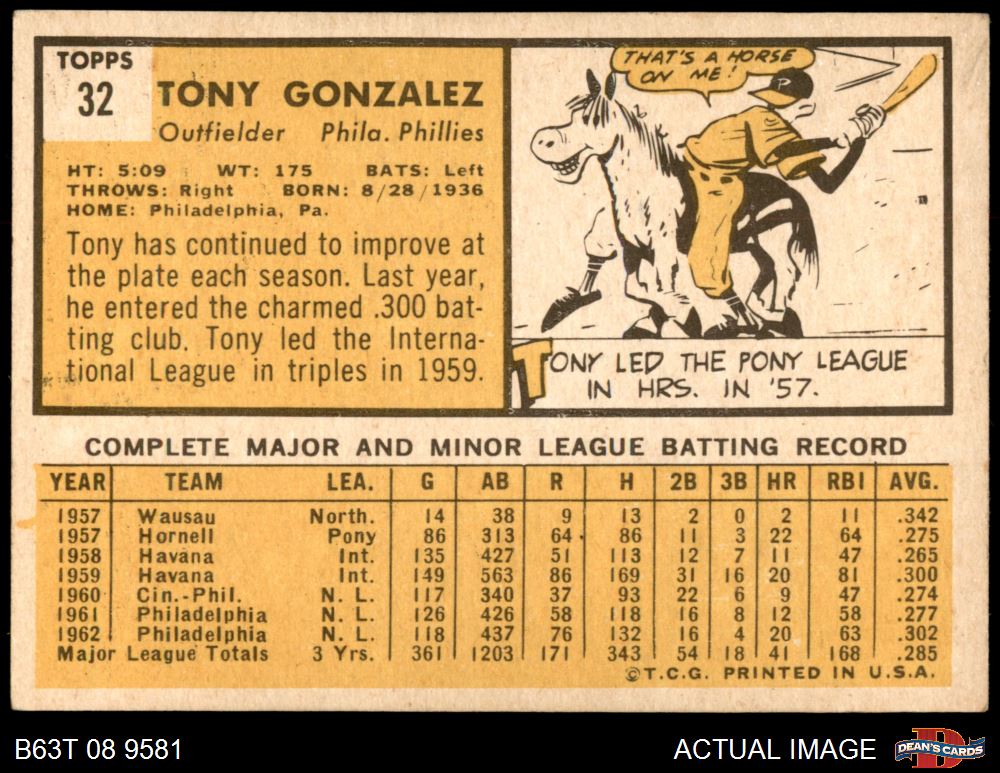 TOPPS
32
TONY GONZALEZ
Outfielder Phila. Phillies
HT: 5:09 WT: 175 BATS: Left
THROWS: Right BORN: 8/28/1936
HOME: Philadelphia, Pa.
Tony has continued to improve at
the plate each season. Last year,
he entered the charmed .300 bat-
ting club. Tony led the Interna-
tional League in triples in 1959.
THAT'S A HORSE
ON ME!
P
TONY LED THE PONY LEAGUE
IN HRS. IN '57.
COMPLETE MAJOR AND MINOR LEAGUE BATTING RECORD
YEAR TEAM LEA. G AB R H 2B 3B HR RBI AVG.
1957 Wausau North. 14 38 9 13 2 0 2 11 .342
1957 Hornell Pony 86 313 64 86 11 3 22 64 .275
1958 Havana Int. 135 427 51 113 12 7 11 47 .265
1959 Havana Int. 149 563 86 169 31 16 20 81 .300
1960 Cin.-Phil. N. L. 117 340 37 93 22 6 9 47 .274
1961 Philadelphia N. L. 126 426 58 118 16 8 12 58 .277
1962 Philadelphia N. L. 118 437 76 132 16 4 20 63 .302
Major League Totals 3 Yrs. 361 1203 171 343 54 18 41 168 .285
©T.C.G. PRINTED IN U.S.A.
B63T 08 9581 ACTUAL IMAGE
D
DEAN'S CARDS